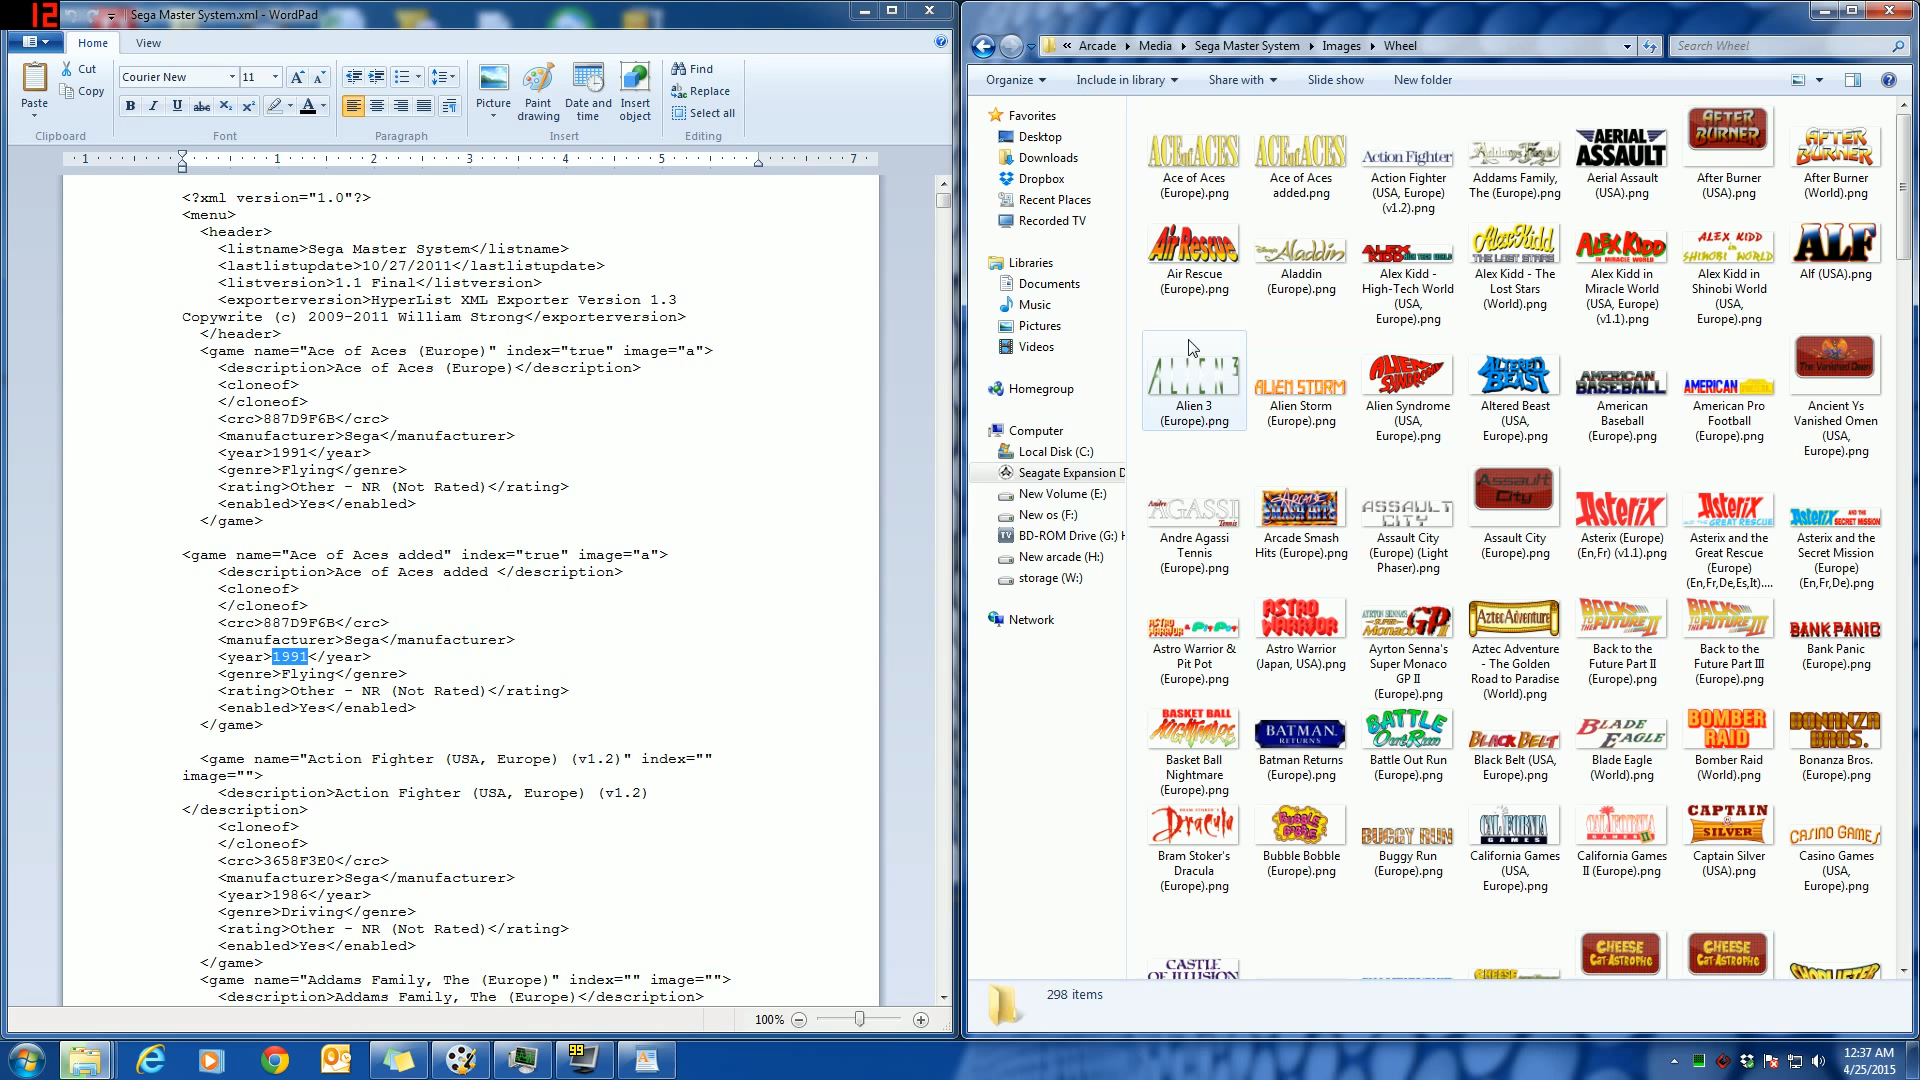 12
Sega Master System.xml - WordPad
Home
View
Cut
Copy
Paste
Clipboard
Courier New
11
Font
Paragraph
Picture
Paint drawing
Date and time
Insert object
Insert
Find
Replace
Select all
Editing
1 1 2 3 4 5 7
<?xml version="1.0"?>
<menu>
<header>
<listname>Sega Master System</listname>
<lastlistupdate>10/27/2011</lastlistupdate>
<listversion>1.1 Final</listversion>
<exporterversion>HyperList XML Exporter Version 1.3
Copywrite (c) 2009-2011 William Strong</exporterversion>
</header>
<game name="Ace of Aces (Europe)" index="true" image="a">
<description>Ace of Aces (Europe)</description>
<cloneof>
</cloneof>
<crc>887D9F6B</crc>
<manufacturer>Sega</manufacturer>
<year>1991</year>
<genre>Flying</genre>
<rating>Other - NR (Not Rated)</rating>
<enabled>Yes</enabled>
</game>
<game name="Ace of Aces added" index="true" image="a">
<description>Ace of Aces added </description>
<cloneof>
</cloneof>
<crc>887D9F6B</crc>
<manufacturer>Sega</manufacturer>
<year>1991</year>
<genre>Flying</genre>
<rating>Other - NR (Not Rated)</rating>
<enabled>Yes</enabled>
</game>
<game name="Action Fighter (USA, Europe) (v1.2)" index=""
image="">
<description>Action Fighter (USA, Europe) (v1.2)
</description>
<cloneof>
</cloneof>
<crc>3658F3E0</crc>
<manufacturer>Sega</manufacturer>
<year>1986</year>
<genre>Driving</genre>
<rating>Other - NR (Not Rated)</rating>
<enabled>Yes</enabled>
</game>
<game name="Addams Family, The (Europe)" index="" image="">
<description>Addams Family, The (Europe)</description>
100%
« Arcade Media Sega Master System Images Wheel
Search Wheel
Organize Include in library Share with Slide show New folder
Favorites
Desktop
Downloads
Dropbox
Recent Places
Recorded TV
Libraries
Documents
Music
Pictures
Videos
Homegroup
Computer
Local Disk (C:)
Seagate Expansion D
New Volume (E:)
New os (F:)
BD-ROM Drive (G:) H
New arcade (H:)
storage (W:)
Network
Ace of Aces (Europe).png
Ace of Aces added.png
Action Fighter (USA, Europe) (v1.2).png
Addams Family, The (Europe).png
Aerial Assault (USA).png
After Burner (USA).png
After Burner (World).png
Air Rescue (Europe).png
Aladdin (Europe).png
Alex Kidd - High-Tech World (USA, Europe).png
Alex Kidd - The Lost Stars (World).png
Alex Kidd in Miracle World (USA, Europe) (v1.1).png
Alex Kidd in Shinobi World (USA, Europe).png
Alf (USA).png
Alien 3 (Europe).png
Alien Storm (Europe).png
Alien Syndrome (USA, Europe).png
Altered Beast (USA, Europe).png
American Baseball (Europe).png
American Pro Football (Europe).png
Ancient Ys Vanished Omen (USA, Europe).png
Andre Agassi Tennis (Europe).png
Arcade Smash Hits (Europe).png
Assault City (Europe) (Light Phaser).png
Assault City (Europe).png
Asterix (Europe) (En,Fr) (v1.1).png
Asterix and the Great Rescue (Europe) (En,Fr,De,Es,It)....
Asterix and the Secret Mission (Europe) (En,Fr,De).png
Astro Warrior & Pit Pot (Europe).png
Astro Warrior (Japan, USA).png
Ayrton Senna's Super Monaco GP II (Europe).png
Aztec Adventure - The Golden Road to Paradise (World).png
Back to the Future Part II (Europe).png
Back to the Future Part III (Europe).png
Bank Panic (Europe).png
Basket Ball Nightmare (Europe).png
Batman Returns (Europe).png
Battle Out Run (Europe).png
Black Belt (USA, Europe).png
Blade Eagle (World).png
Bomber Raid (World).png
Bonanza Bros. (Europe).png
Bram Stoker's Dracula (Europe).png
Bubble Bobble (Europe).png
Buggy Run (Europe).png
California Games (USA, Europe).png
California Games II (Europe).png
Captain Silver (USA).png
Casino Games (USA, Europe).png
CASTLE OF ILLUSION
CHEESE CAT-ASTROPHE
CHEESE CAT-ASTROPHE
298 items
99
12:37 AM
4/25/2015